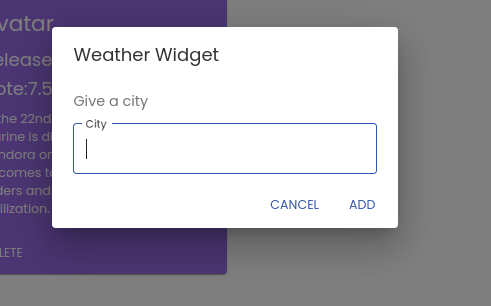 vatar
elease
Weather Widget
ote:7.5
Give a city
the 22nd
City
rine is di
ndora or
comes to
ders and
ilization.
CANCEL
ADD
LETE